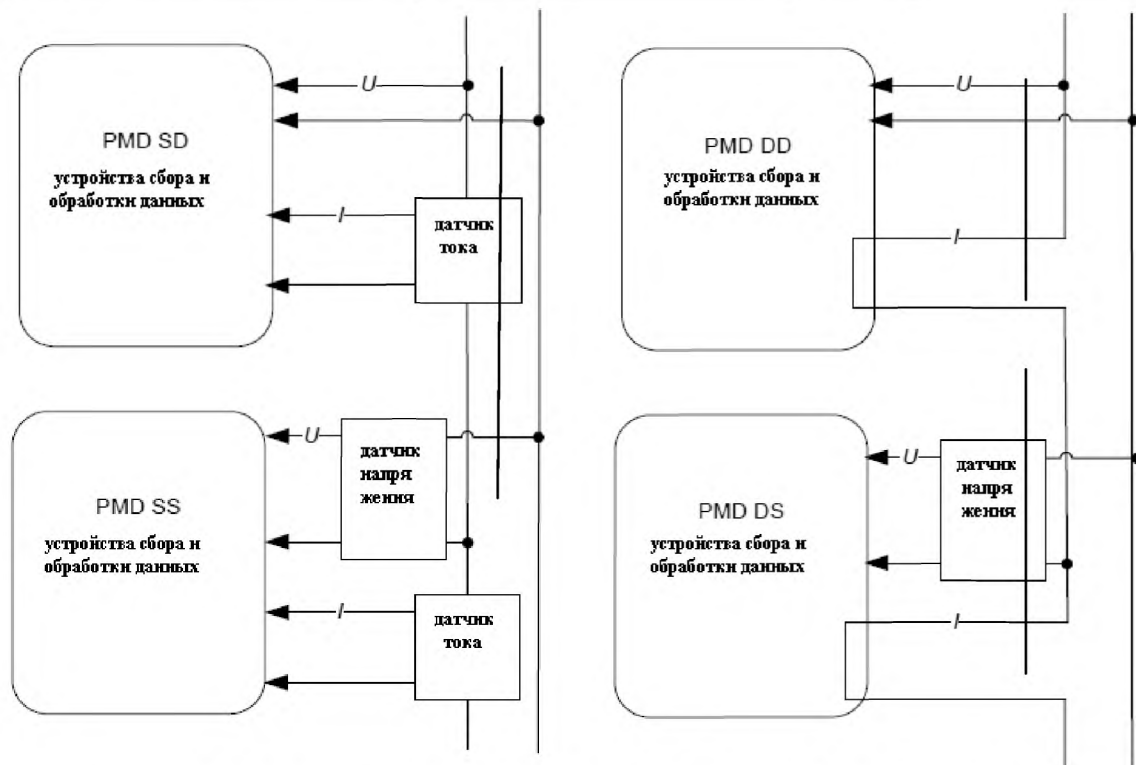 U
PMD SD
устройства сбора и
обработки данных
I
датчик
тока
U
PMD DD
устройства сбора и
обработки данных
I
U
датчик
напря
жения
PMD SS
устройства сбора и
обработки данных
I
датчик
тока
U
датчик
напря
жения
PMD DS
устройства сбора и
обработки данных
I